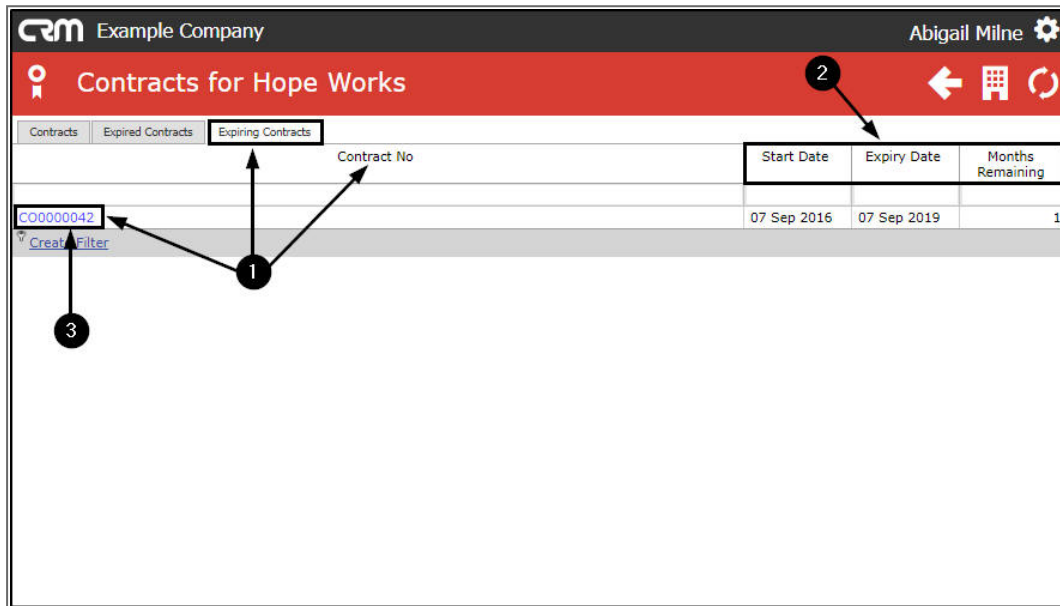 CRM Example Company Abigail Milne
Contracts for Hope Works
2
Contracts Expired Contracts Expiring Contracts
Contract No Start Date Expiry Date Months
Remaining
CO0000042 07 Sep 2016 07 Sep 2019 1
Create Filter
1
3